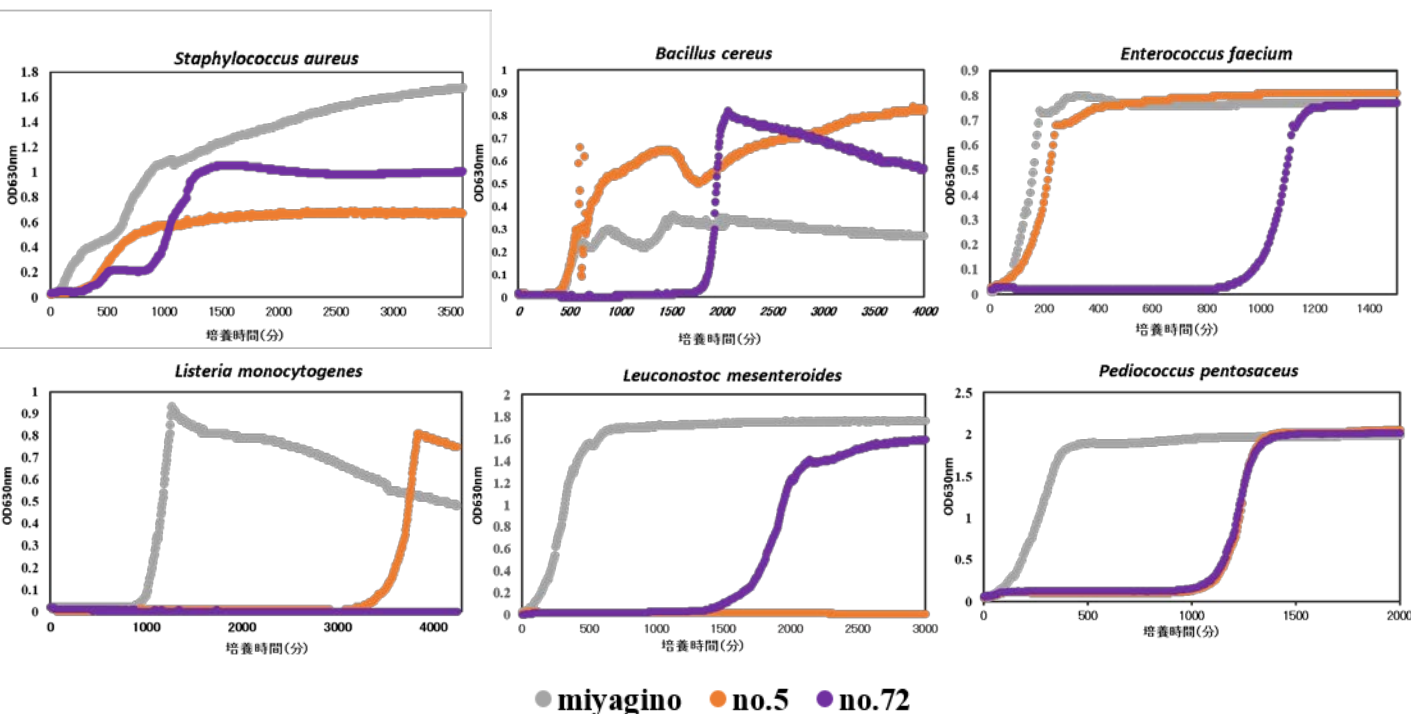 Staphylococcus aureus
OD630nm
1.8
1.6
1.4
1.2
1
0.8
0.6
0.4
0.2
0
0 500 1000 1500 2000 2500 3000 3500
培養時間(分)
Bacillus cereus
OD630nm
1
0.9
0.8
0.7
0.6
0.5
0.4
0.3
0.2
0.1
0
0 500 1000 1500 2000 2500 3000 3500 4000
培養時間(分)
Enterococcus faecium
OD630nm
0.9
0.8
0.7
0.6
0.5
0.4
0.3
0.2
0.1
0
0 200 400 600 800 1000 1200 1400
培養時間(分)
Listeria monocytogenes
OD630nm
1
0.9
0.8
0.7
0.6
0.5
0.4
0.3
0.2
0.1
0
0 1000 2000 3000 4000
培養時間(分)
Leuconostoc mesenteroides
OD630nm
2
1.8
1.6
1.4
1.2
1
0.8
0.6
0.4
0.2
0
0 500 1000 1500 2000 2500 3000
培養時間(分)
Pediococcus pentosaceus
OD630nm
2.5
2
1.5
1
0.5
0
0 500 1000 1500 2000
培養時間(分)
miyagino no.5 no.72